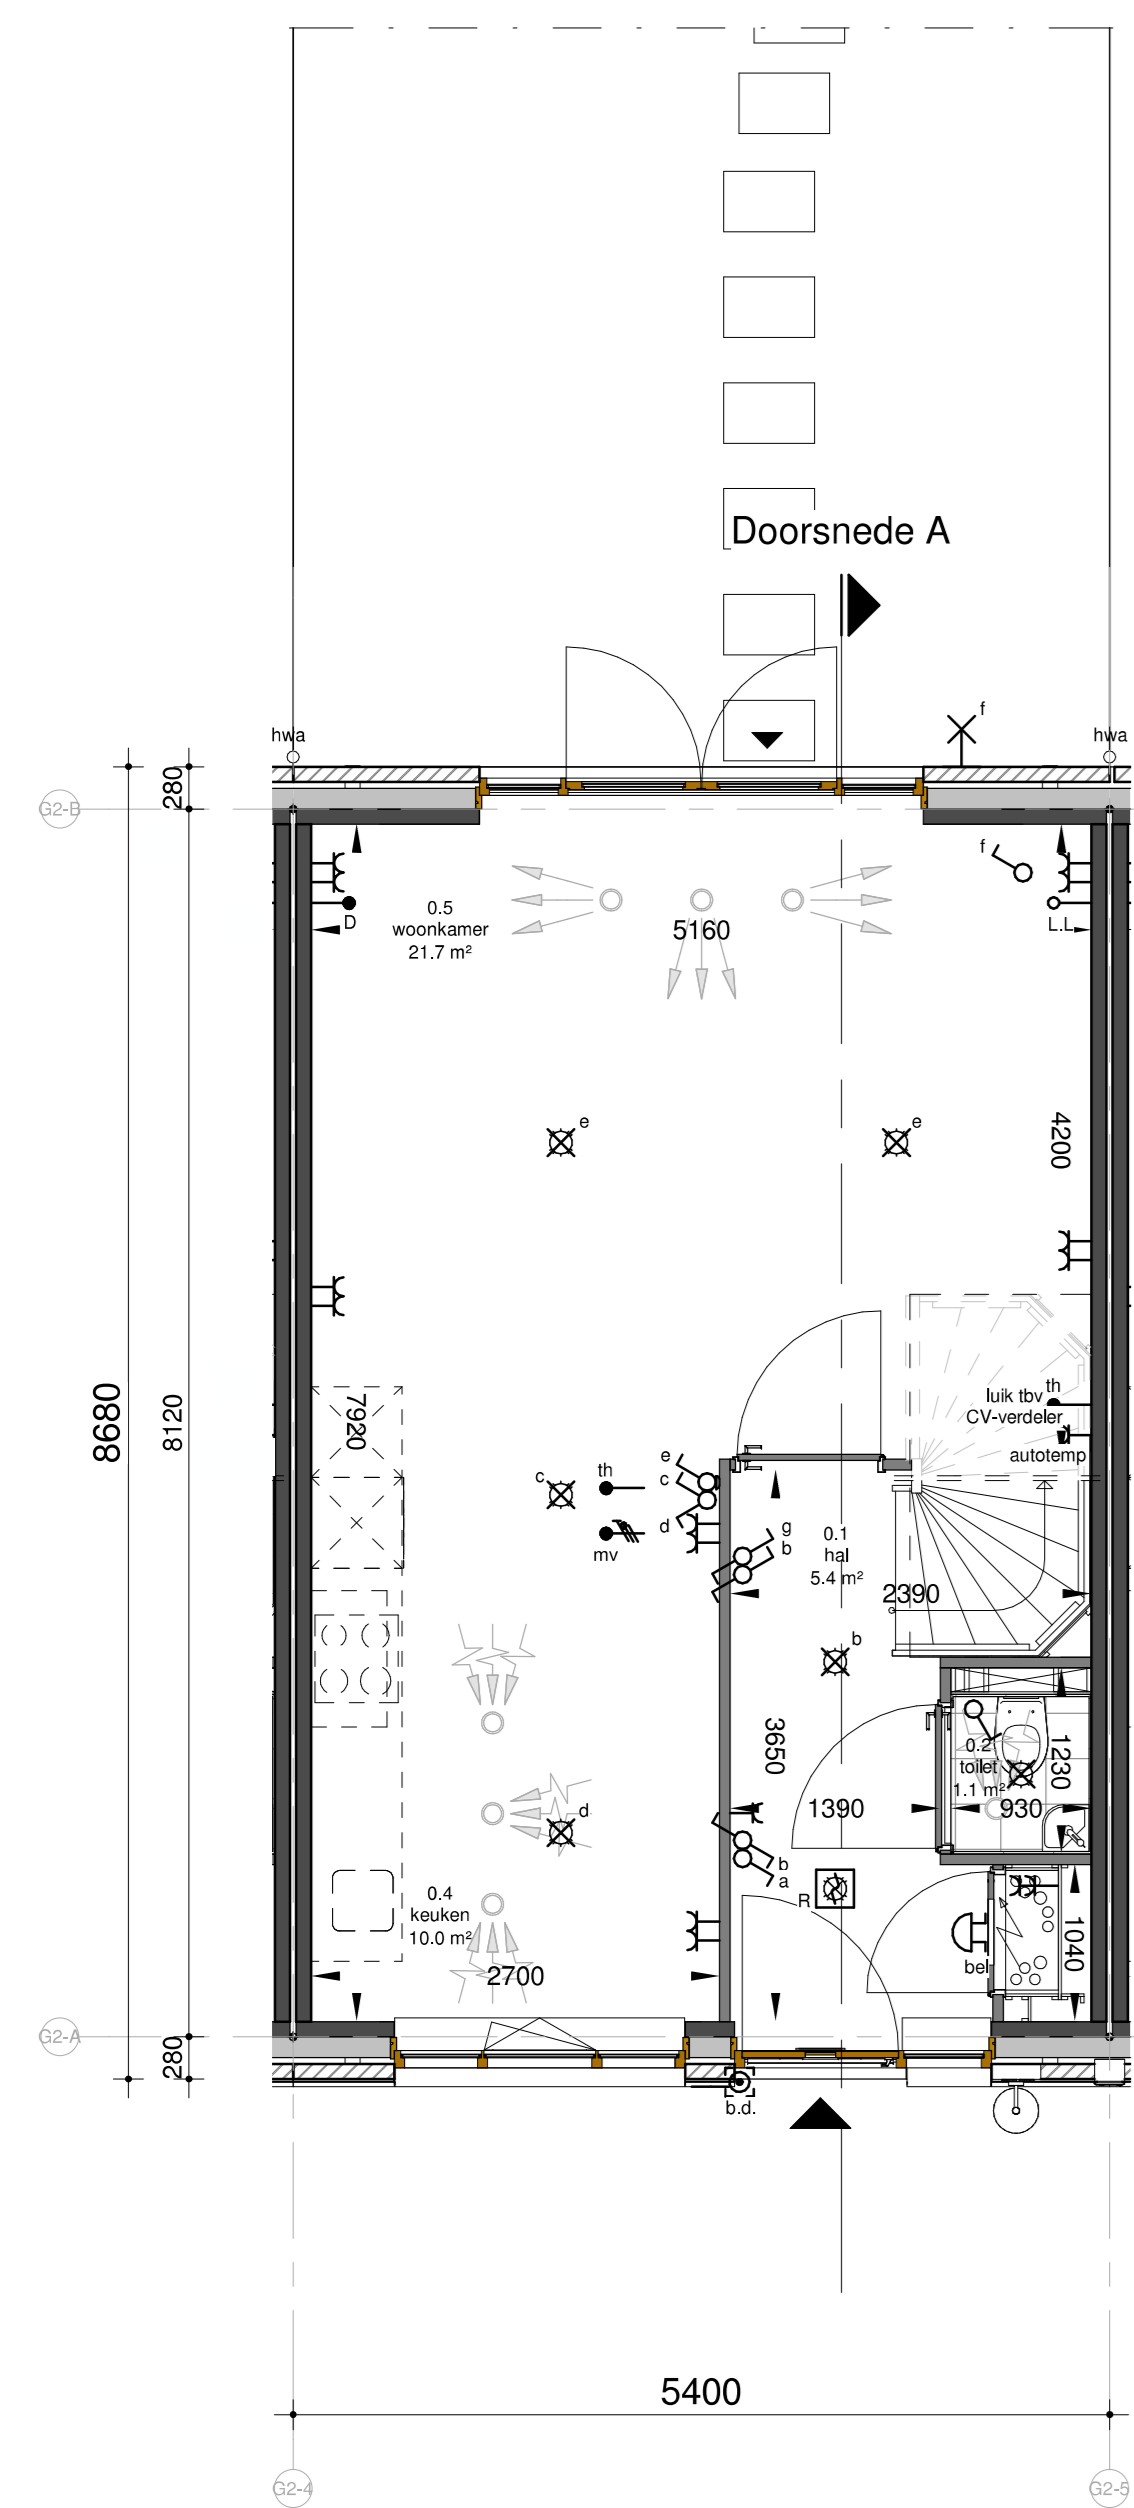 Doorsnede A
f
hwa
hwa
280
G2-B
f
D
0.5
woonkamer
21.7 m²
5160
L.L
e
e
4200
8680
8120
7920
luik tbv
th
CV-verdeler
autotemp
e
c
th
c
d
mv
g
b
0.1
hal
5.4 m²
2390
b
3650
0.2
toilet
1.1 m²
1230
1390
930
d
b
a
R
0.4
keuken
10.0 m²
bel
1040
2700
G2-A
280
b.d.
5400
G2-4
G2-5